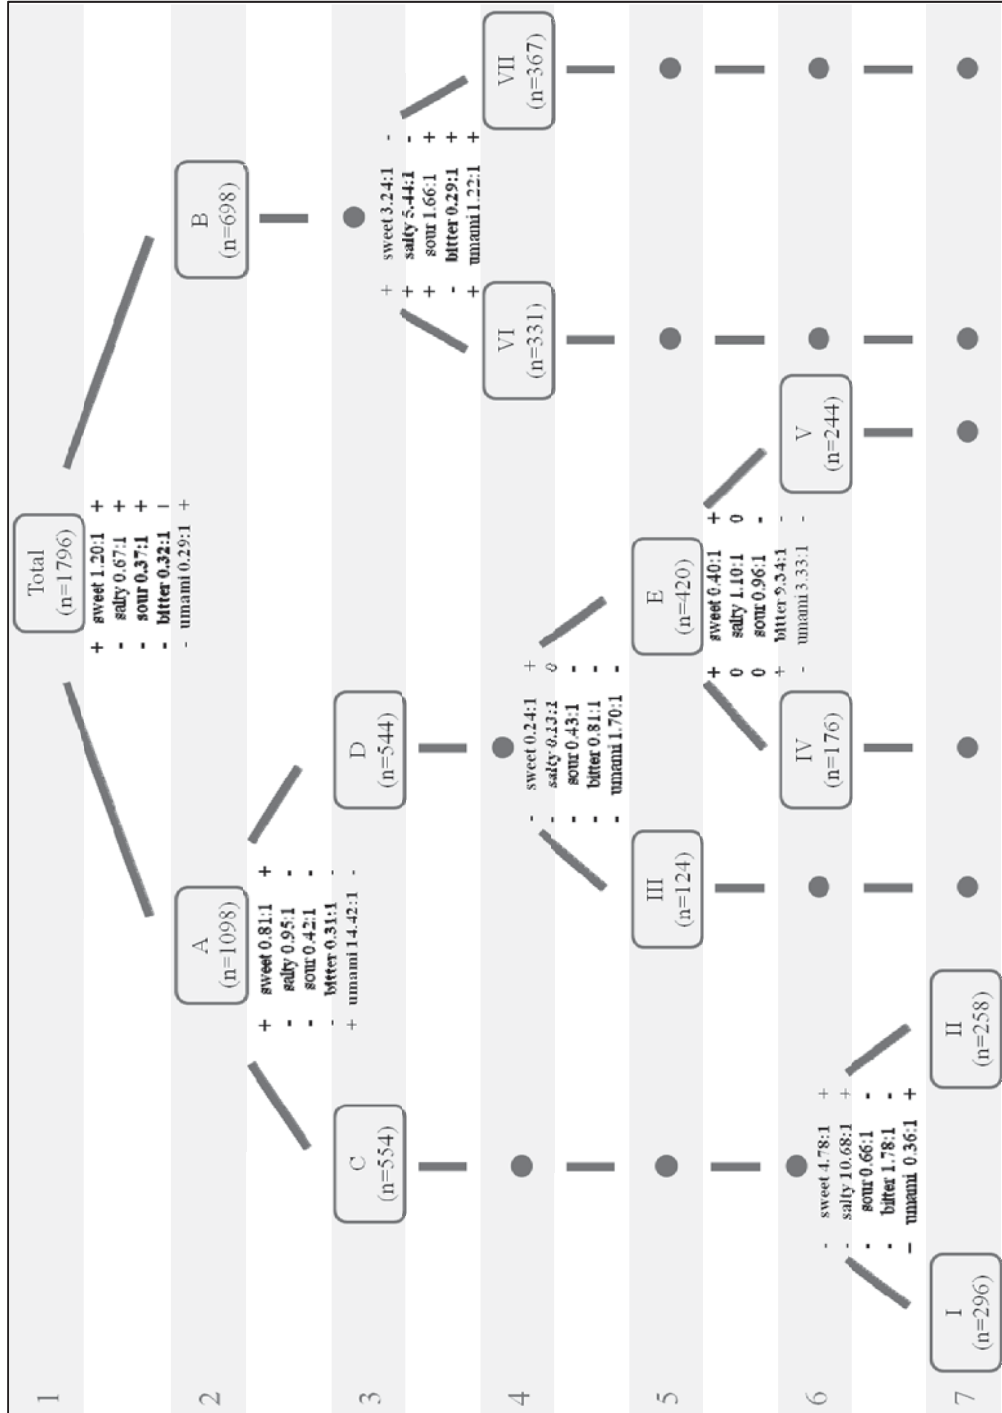 1
Total
(n=1796)
+ sweet 1.20:1 +
- salty 0.67:1 +
- sour 0.37:1 +
- bitter 0.32:1 –
- umami 0.29:1 +
2
A
(n=1098)
B
(n=698)
+ sweet 0.81:1 +
- salty 0.95:1 -
- sour 0.42:1 -
- bitter 0.31:1 -
+ umami 14.42:1 -
3
C
(n=554)
D
(n=544)
+ sweet 3.24:1 -
+ salty 5.44:1 -
+ sour 1.66:1 +
- bitter 0.29:1 +
+ umami 1.22:1 +
4
VI
(n=331)
VII
(n=367)
- sweet 0.24:1 +
- salty 0.13:1 0
- sour 0.43:1 -
- bitter 0.81:1 -
- umami 1.70:1 -
5
III
(n=124)
E
(n=420)
+ sweet 0.40:1 +
0 salty 1.10:1 0
0 sour 0.96:1 -
+ bitter 9.34:1 -
- umami 3.33:1 -
6
IV
(n=176)
V
(n=244)
- sweet 4.78:1 +
- salty 10.68:1 +
- sour 0.66:1 -
- bitter 1.78:1 -
– umami 0.36:1 +
7
I
(n=296)
II
(n=258)